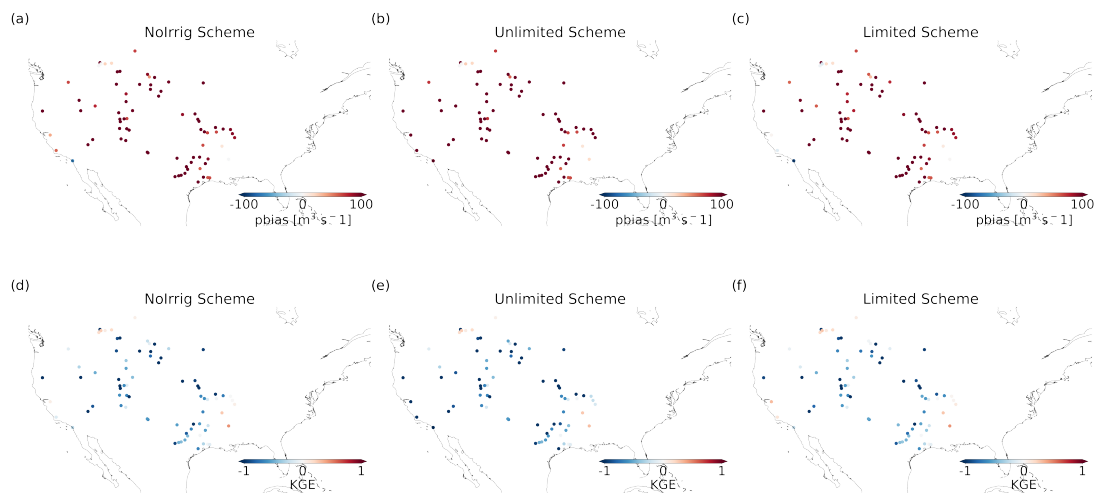 (a) (b) (c)
NoIrrig Scheme Unlimited Scheme Limited Scheme
-100 0 100 -100 0 100 -100 0 100
pbias [m³ s⁻¹] pbias [m³ s⁻¹] pbias [m³ s⁻¹]
(d) (e) (f)
NoIrrig Scheme Unlimited Scheme Limited Scheme
-1 0 1 -1 0 1 -1 0 1
KGE KGE KGE